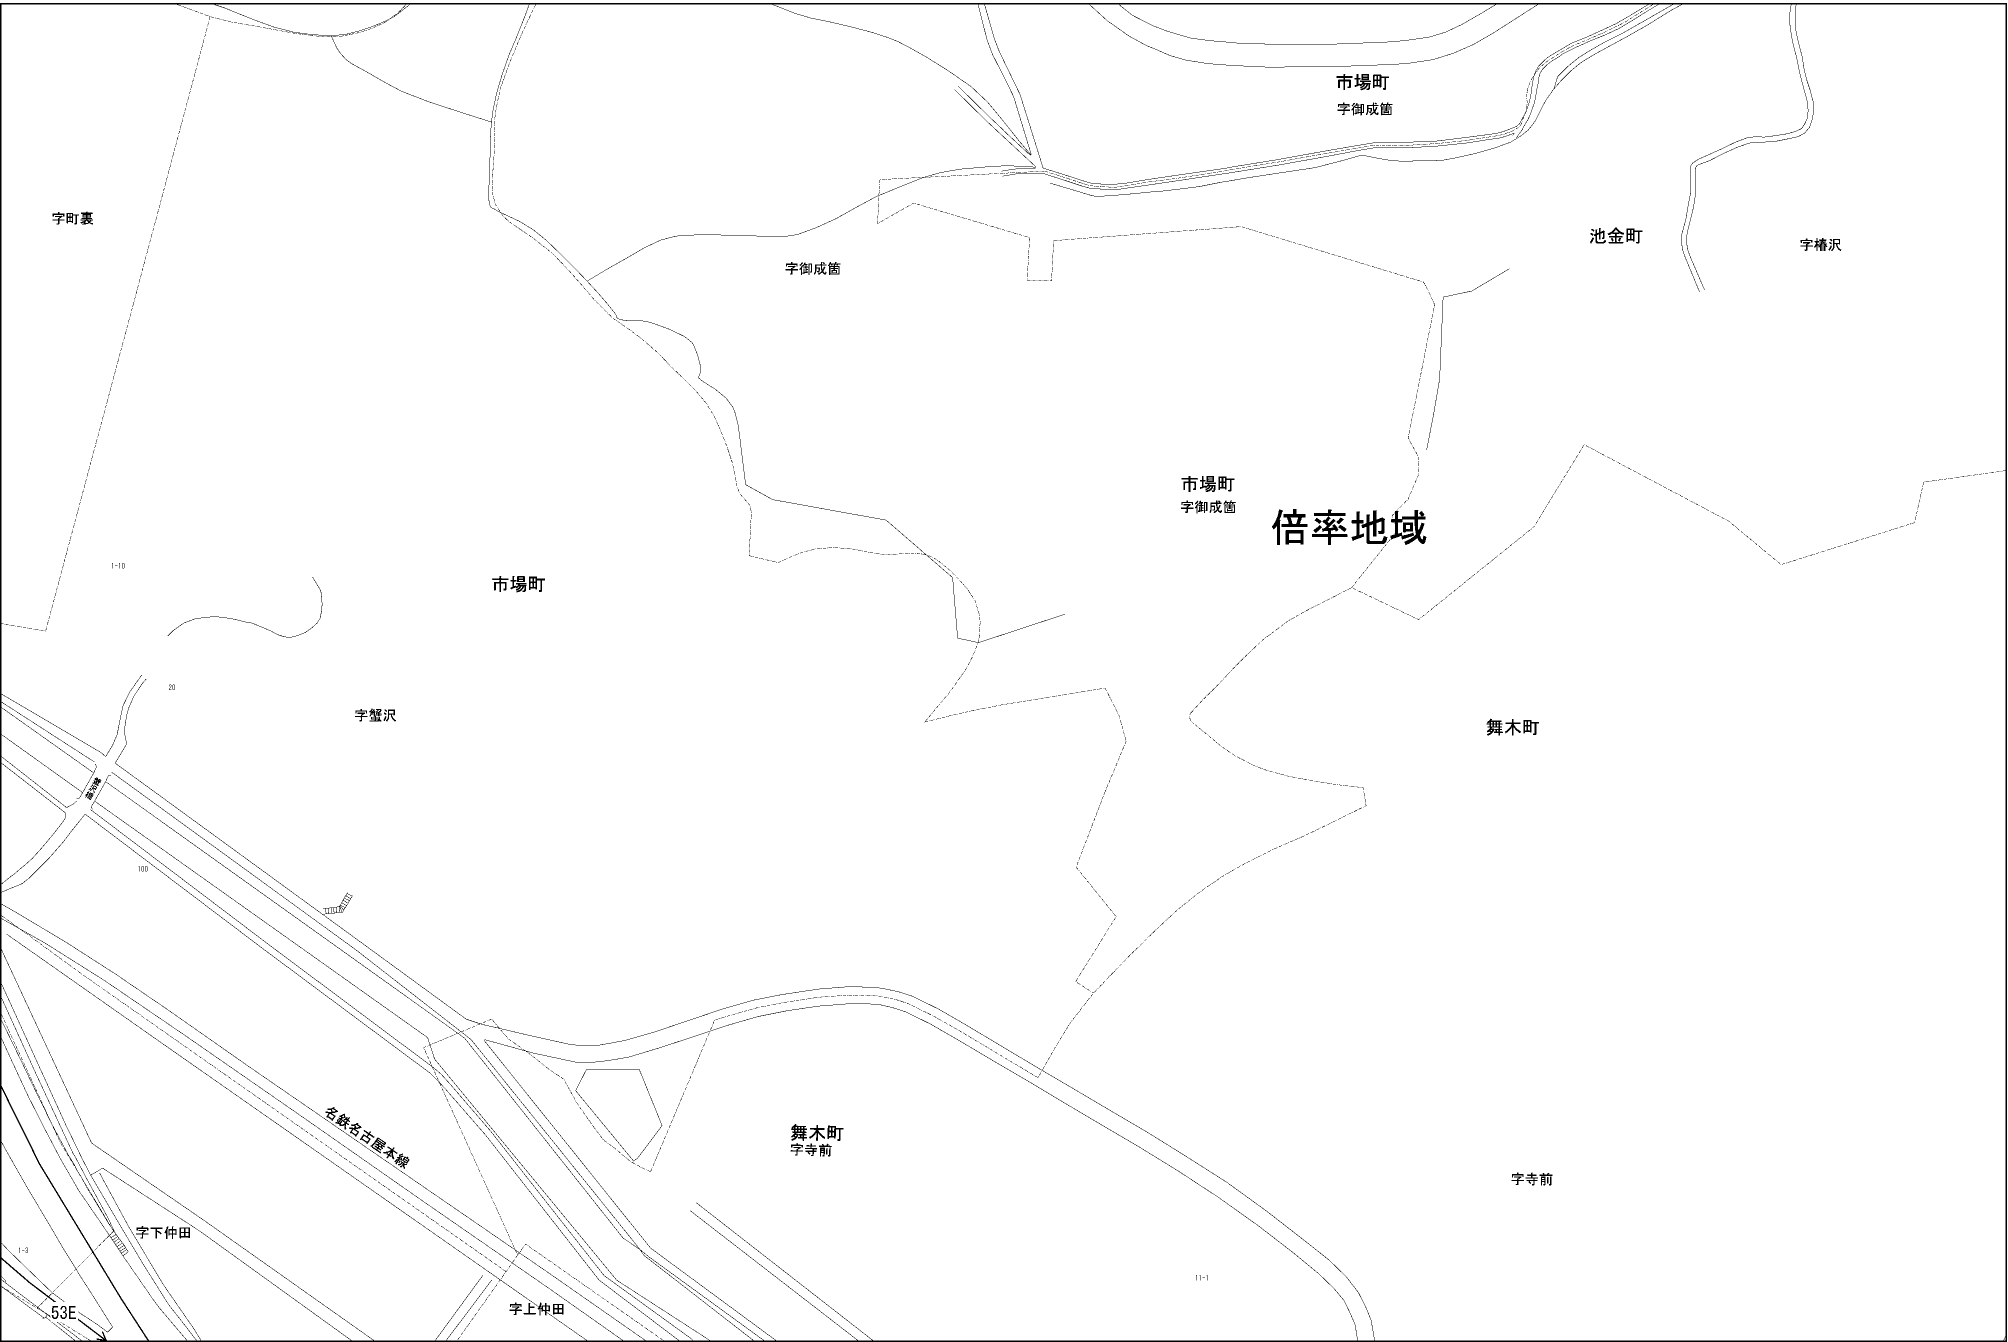 市場町
字御成箇
字町裏
池金町
字椿沢
字御成箇
市場町
字御成箇
倍率地域
1-10
市場町
20
字蟹沢
舞木町
100
名鉄名古屋本線
舞木町
字寺前
字寺前
字下仲田
1-3
11-1
53E
字上仲田